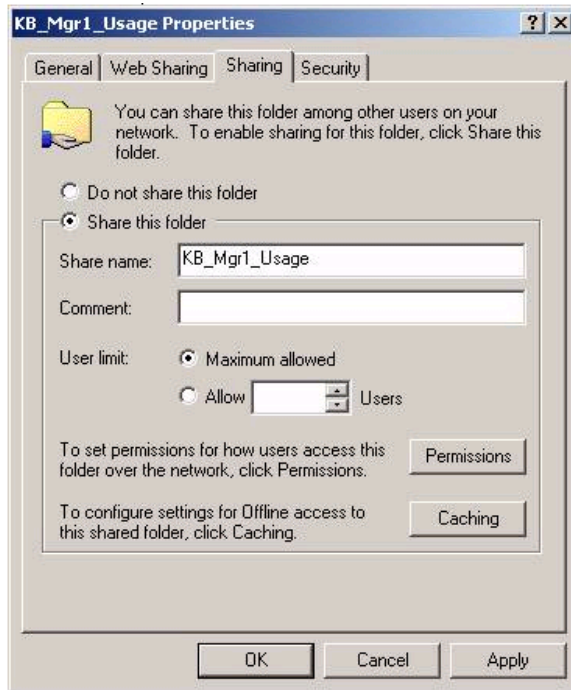 KB_Mgr1_Usage Properties
General Web Sharing Sharing Security
You can share this folder among other users on your
network. To enable sharing for this folder, click Share this
folder.
Do not share this folder
Share this folder
Share name: KB_Mgr1_Usage
Comment:
User limit: Maximum allowed
Allow Users
To set permissions for how users access this
folder over the network, click Permissions.
Permissions
To configure settings for Offline access to
this shared folder, click Caching.
Caching
OK Cancel Apply